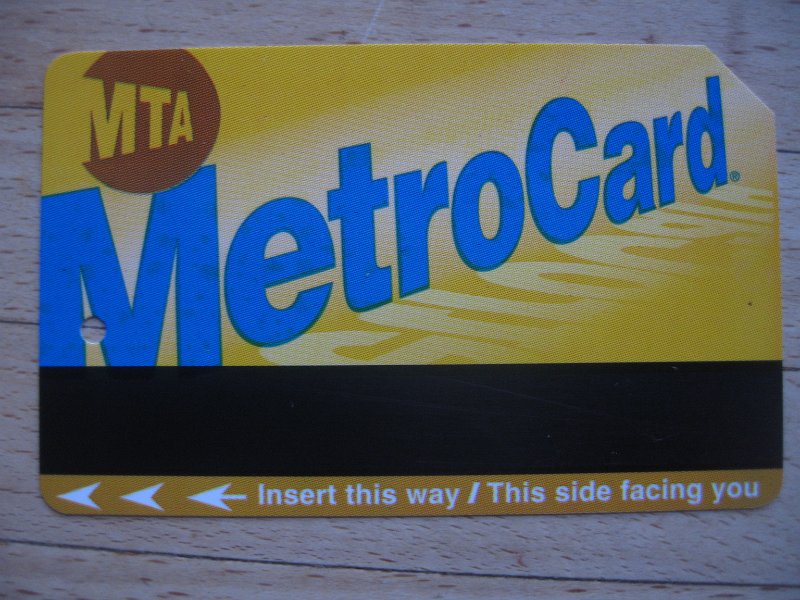 MTA
MetroCard®
Insert this way / This side facing you